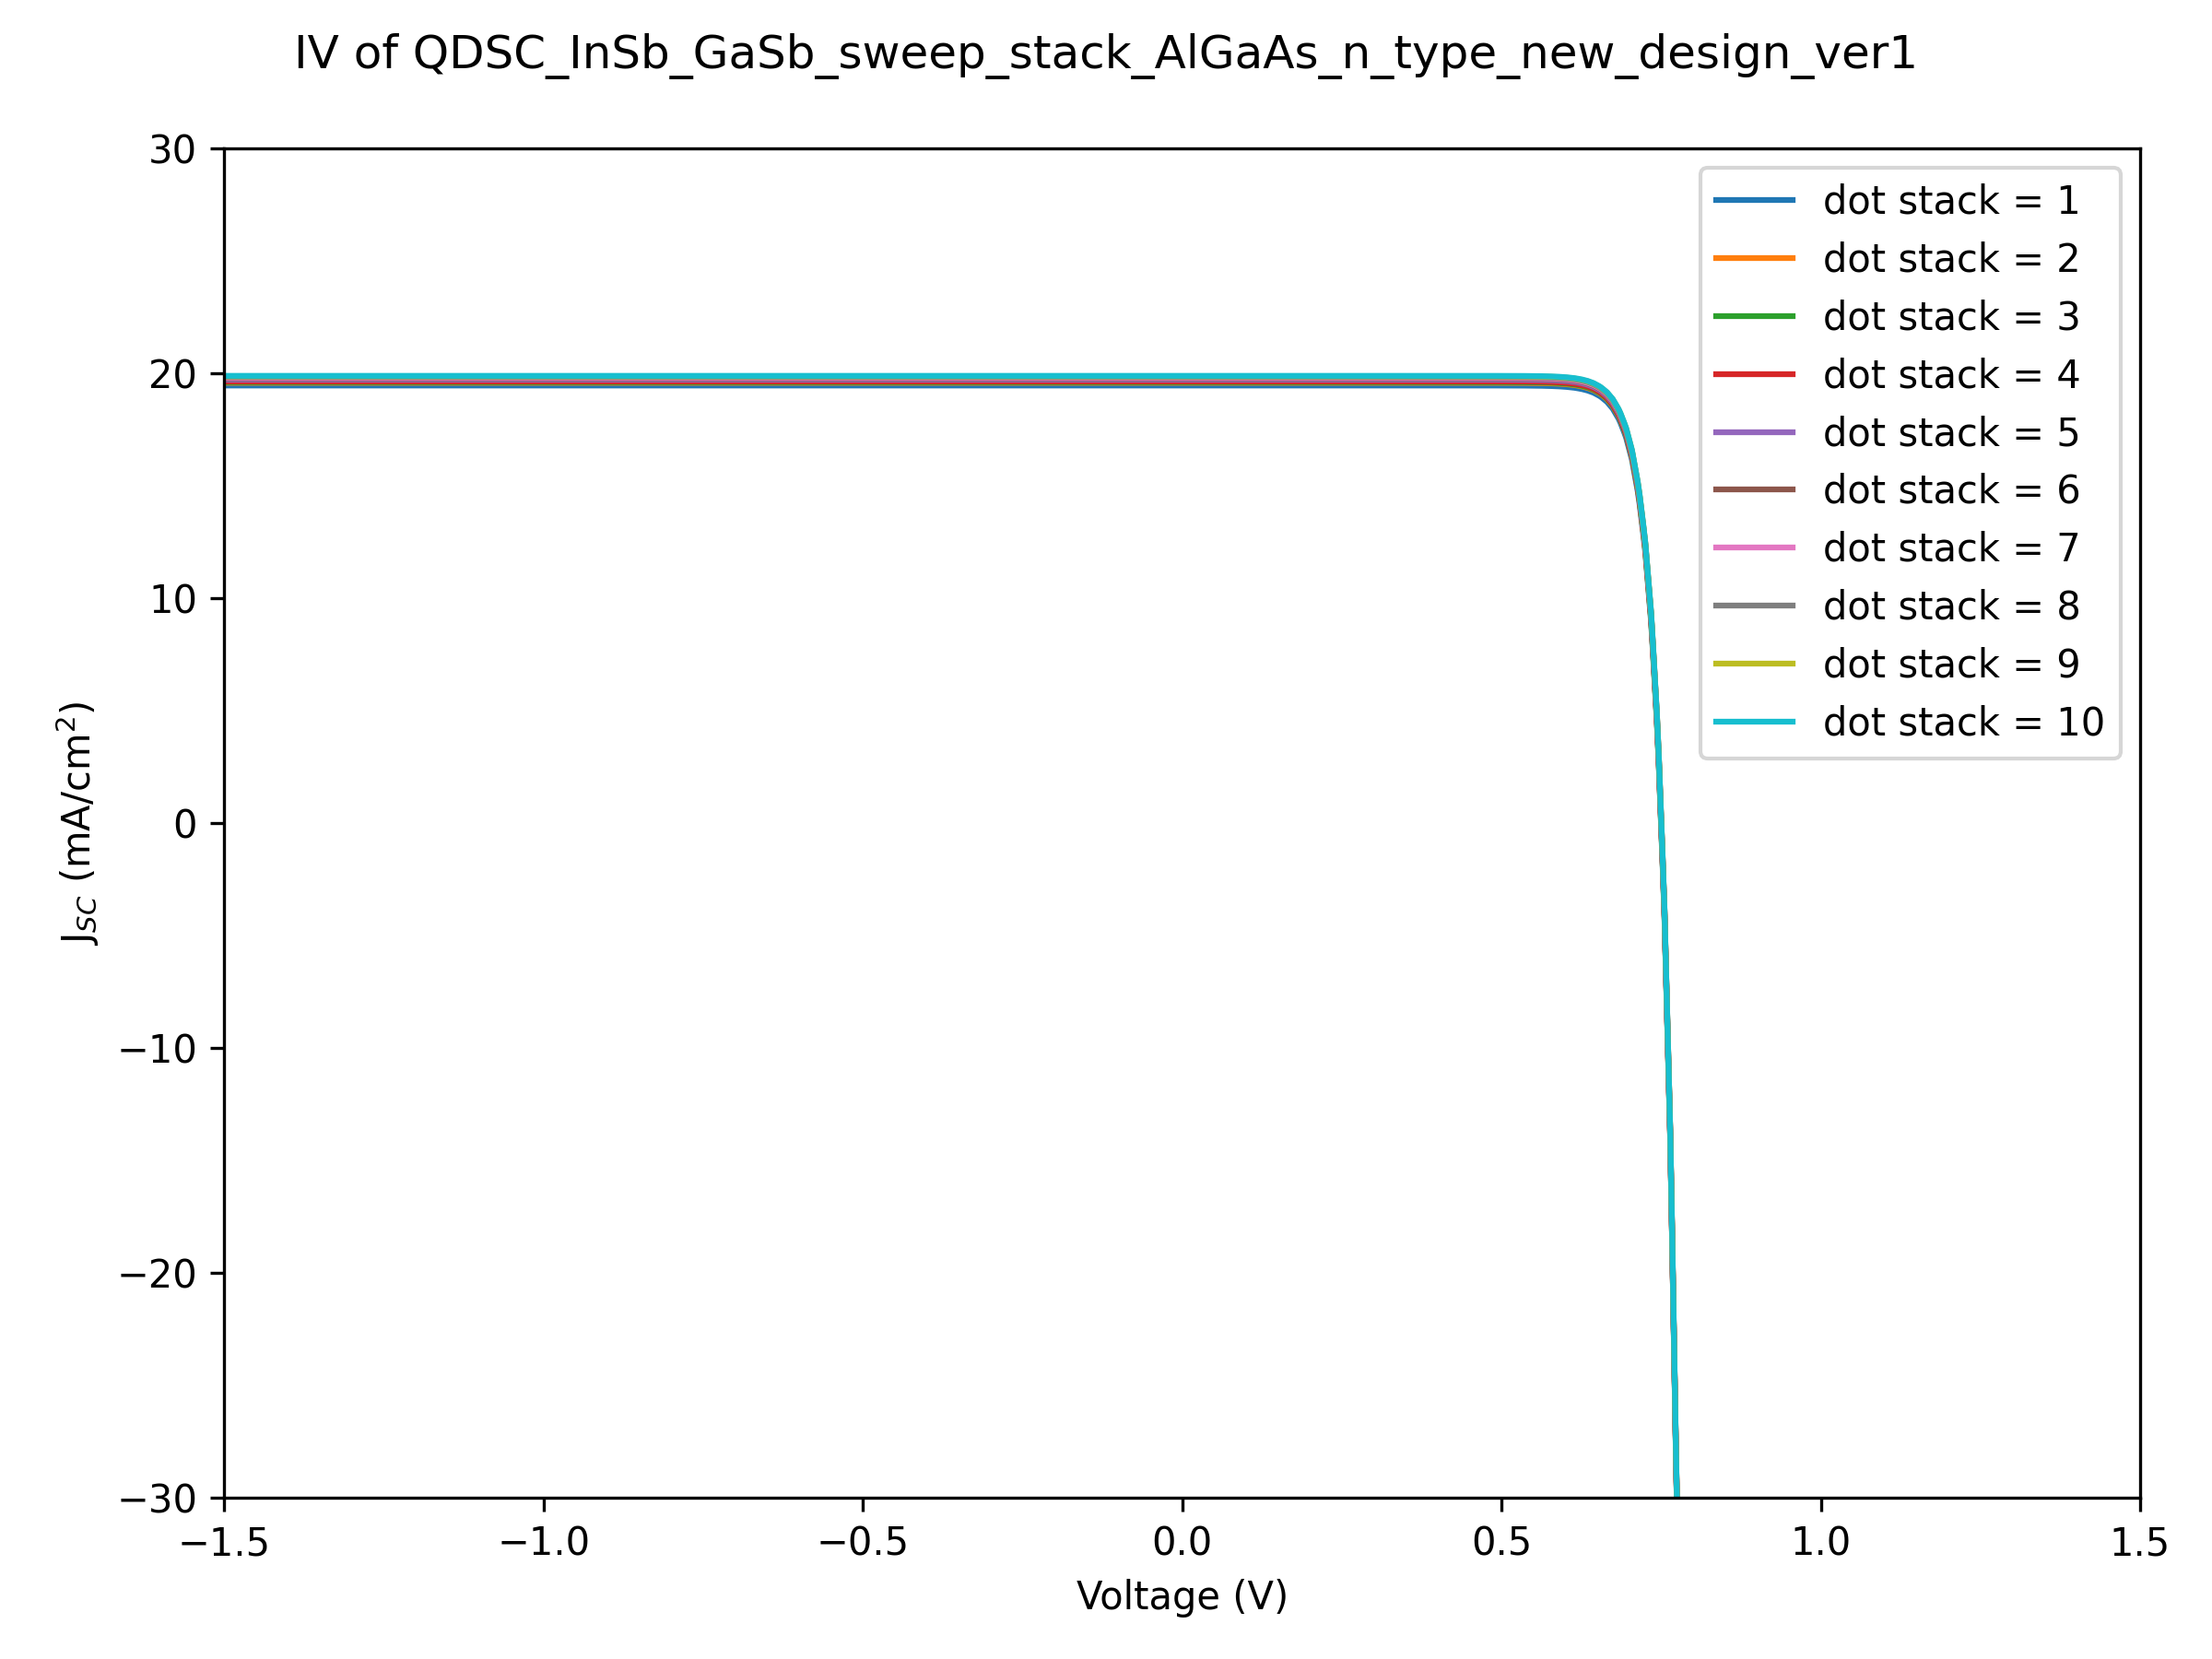 IV of QDSC_InSb_GaSb_sweep_stack_AlGaAs_n_type_new_design_ver1
30
20
10
0
−10
−20
−30
J$_{SC}$ (mA/cm²)
dot stack = 1
dot stack = 2
dot stack = 3
dot stack = 4
dot stack = 5
dot stack = 6
dot stack = 7
dot stack = 8
dot stack = 9
dot stack = 10
−1.5 −1.0 −0.5 0.0 0.5 1.0 1.5
Voltage (V)